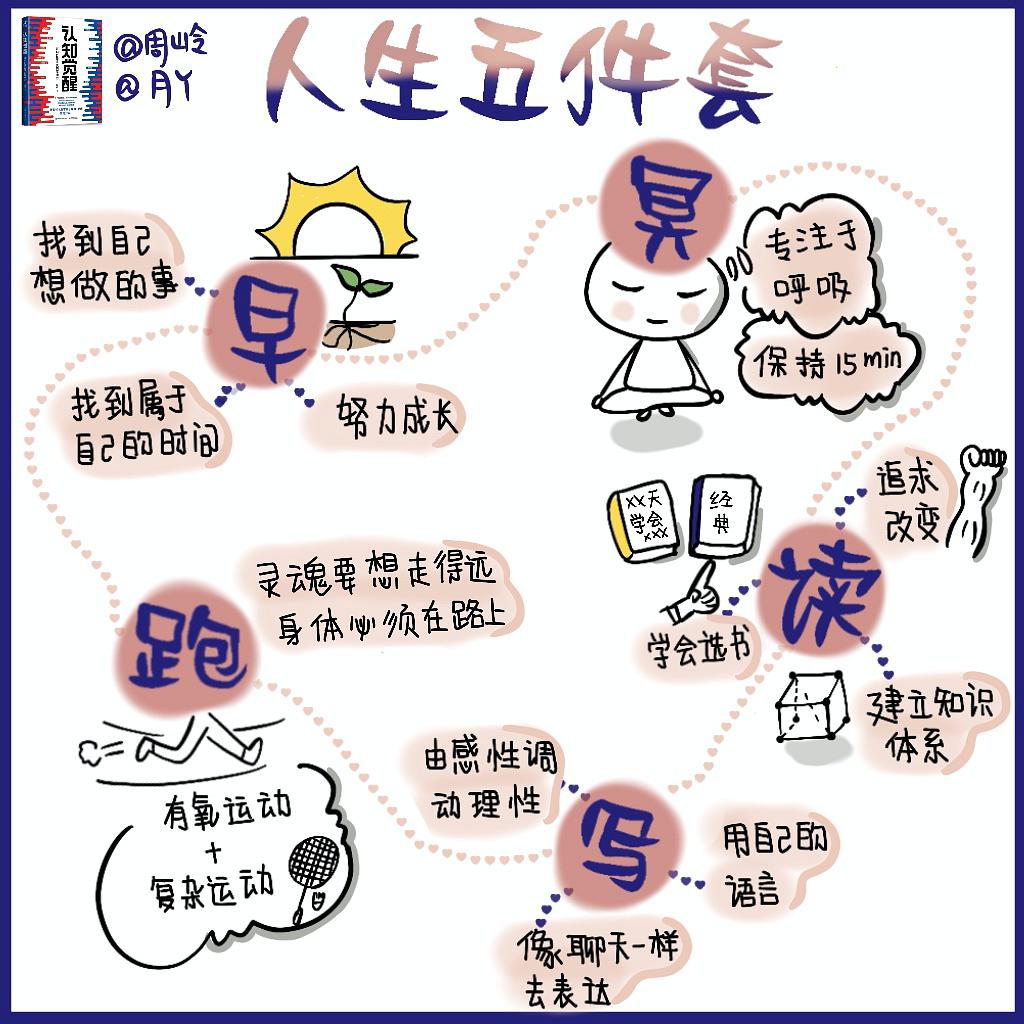 认知觉醒
@周岭
@月丫
人生五件套
早
找到自己
想做的事
找到属于
自己的时间
努力成长
冥
专注于
呼吸
保持15min
读
追求
改变
XX天
学会
XXX
经
典
学会选书
建立知识
体系
写
由感性调
动理性
用自己的
语言
像聊天一样
去表达
跑
灵魂要想走得远
身体必须在路上
有氧运动
+
复杂运动